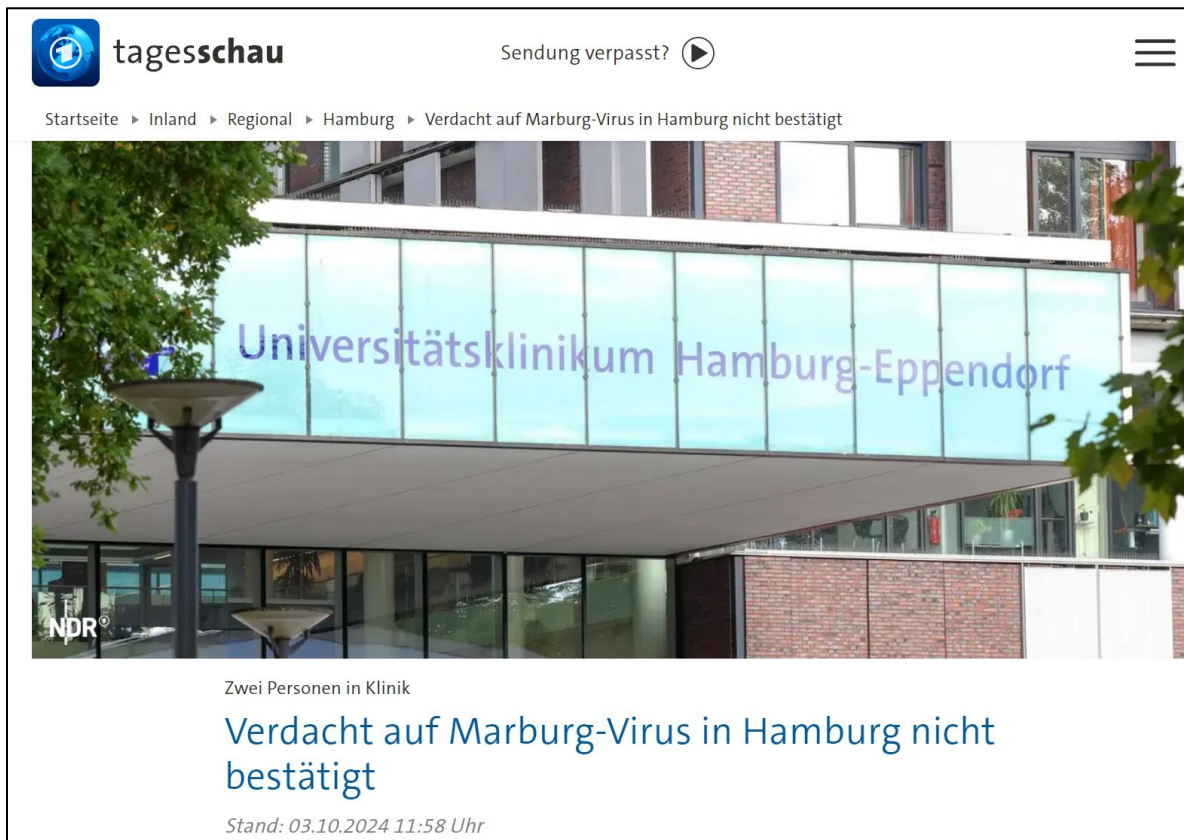 tagesschau
Sendung verpasst?
Startseite ▸ Inland ▸ Regional ▸ Hamburg ▸ Verdacht auf Marburg-Virus in Hamburg nicht bestätigt
Universitätsklinikum Hamburg-Eppendorf
NDR
Zwei Personen in Klinik
Verdacht auf Marburg-Virus in Hamburg nicht
bestätigt
Stand: 03.10.2024 11:58 Uhr